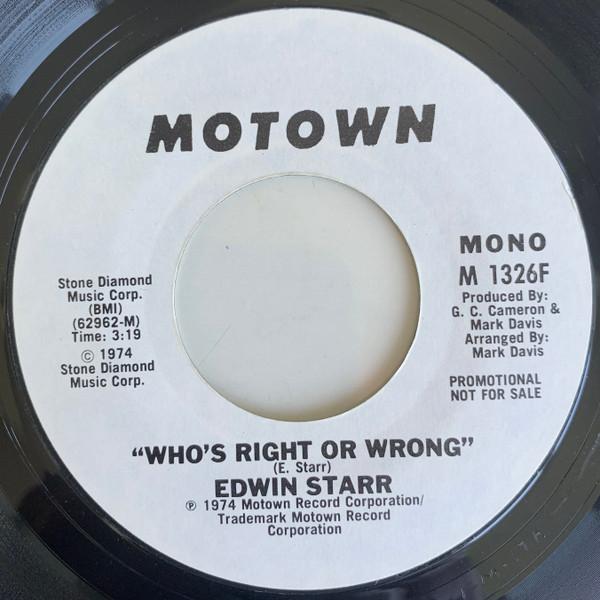 MOTOWN
MONO
M 1326F
Produced By:
G. C. Cameron &
Mark Davis
Arranged By:
Mark Davis
PROMOTIONAL
NOT FOR SALE
Stone Diamond
Music Corp.
(BMI)
(62962-M)
Time: 3:19
© 1974
Stone Diamond
Music Corp.
“WHO'S RIGHT OR WRONG”
(E. Starr)
EDWIN STARR
℗ 1974 Motown Record Corporation/
Trademark Motown Record
Corporation